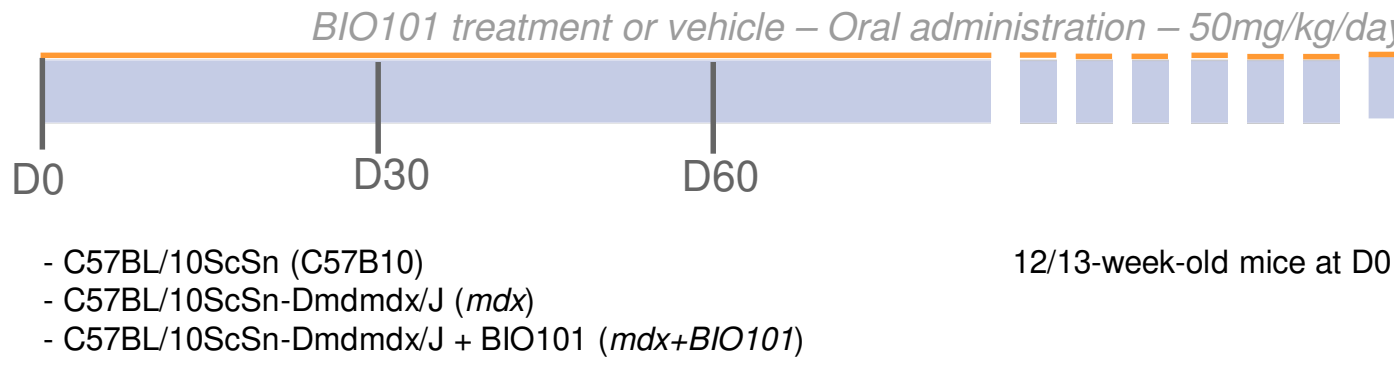 BIO101 treatment or vehicle – Oral administration – 50mg/kg/day
D0
D30
D60
- C57BL/10ScSn (C57B10)
12/13-week-old mice at D0
- C57BL/10ScSn-Dmdmdx/J (mdx)
- C57BL/10ScSn-Dmdmdx/J + BIO101 (mdx+BIO101)